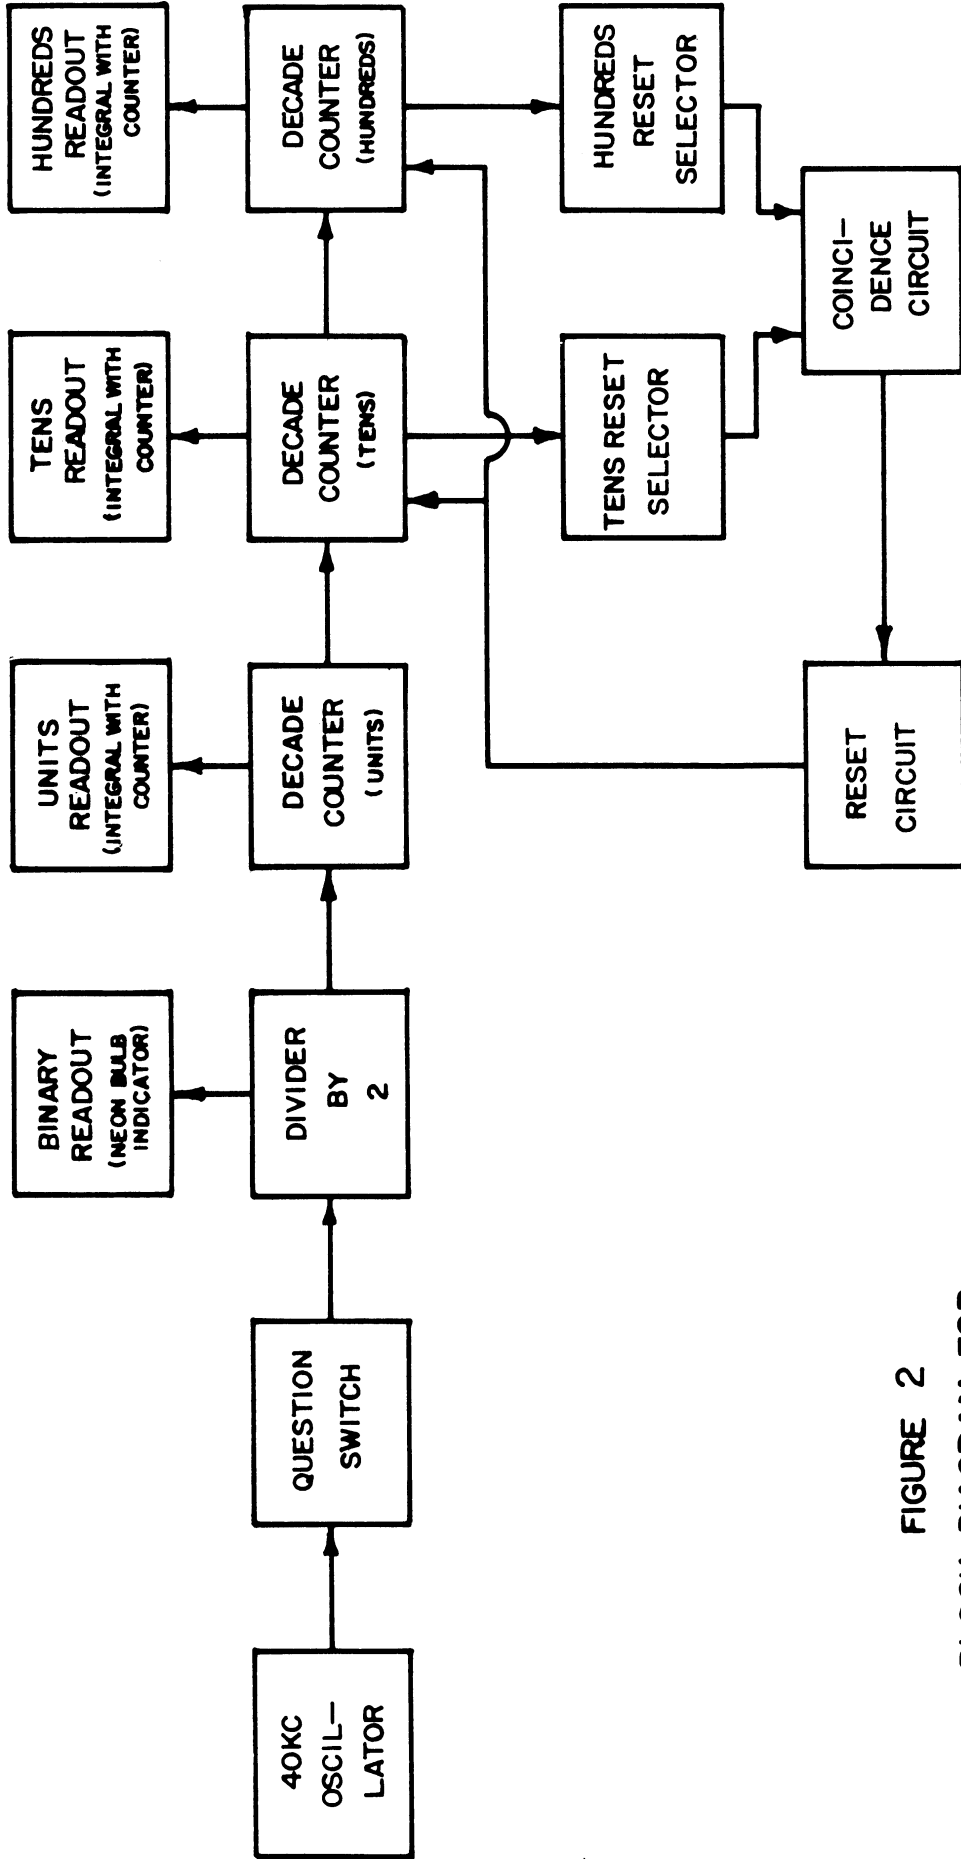 BINARY
READOUT
(NEON BULB
INDICATOR)
UNITS
READOUT
(INTEGRAL WITH
COUNTER)
TENS
READOUT
(INTEGRAL WITH
COUNTER)
HUNDREDS
READOUT
(INTEGRAL WITH
COUNTER)
40KC
OSCIL-
LATOR
QUESTION
SWITCH
DIVIDER
BY
2
DECADE
COUNTER
(UNITS)
DECADE
COUNTER
(TENS)
DECADE
COUNTER
(HUNDREDS)
TENS RESET
SELECTOR
HUNDREDS
RESET
SELECTOR
RESET
CIRCUIT
COINCI-
DENCE
CIRCUIT
FIGURE 2